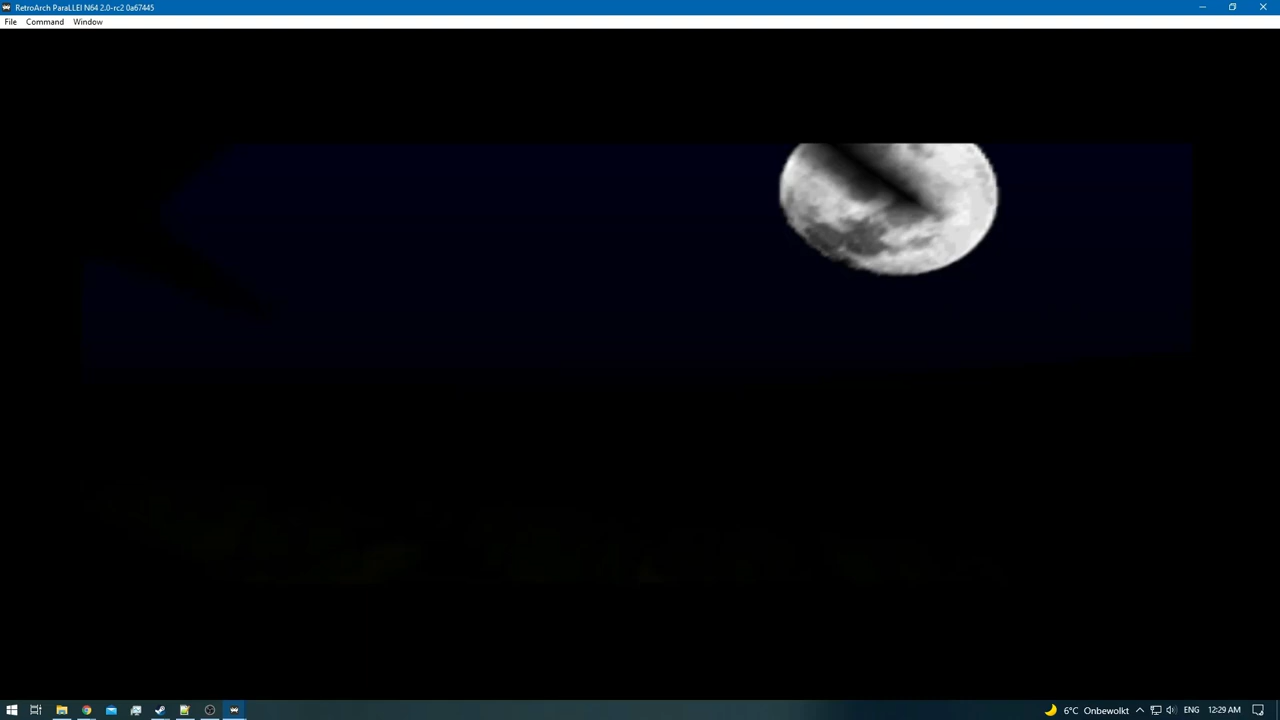 RetroArch ParaLLEl N64 2.0-rc2 0a67445
File Command Window
6°C Onbewolkt ENG 12:29 AM